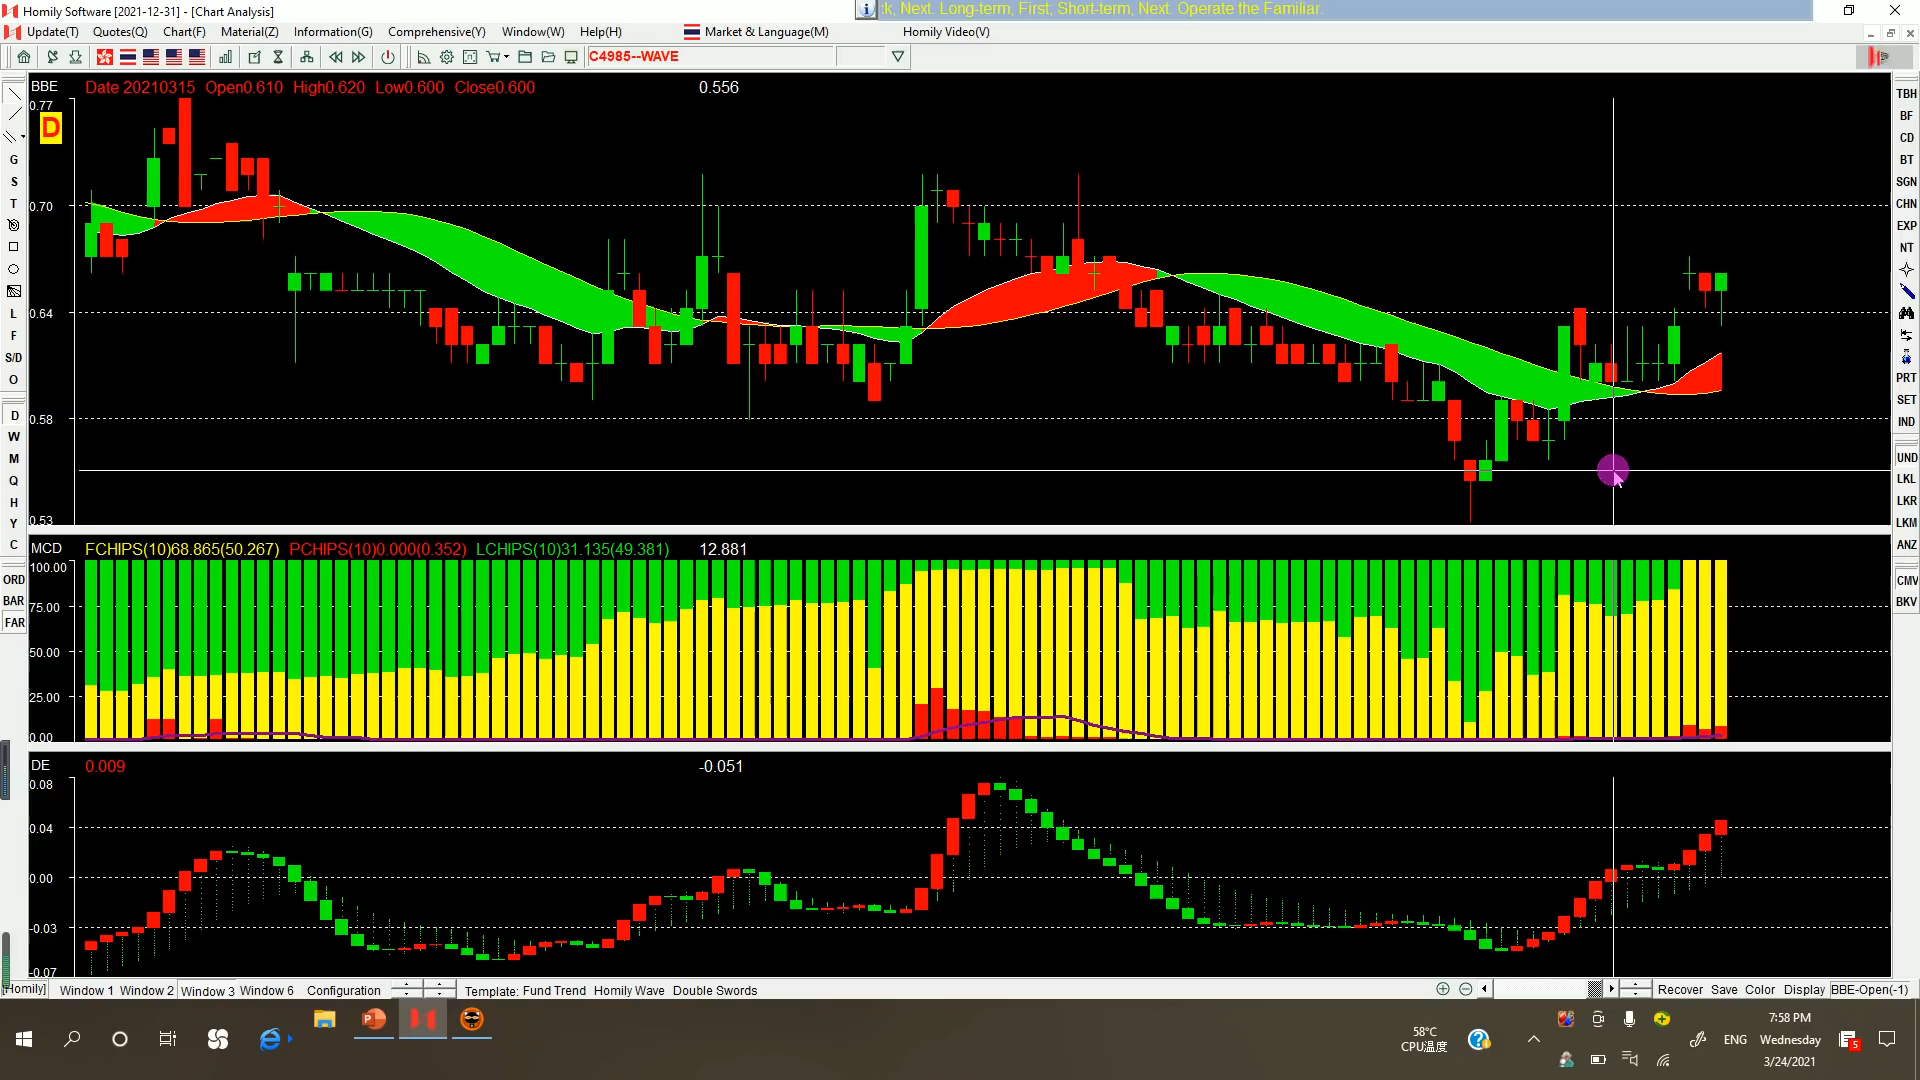 Homily Software [2021-12-31] - [Chart Analysis]
k, Next. Long-term, First; Short-term, Next. Operate the Familiar.
Update(T) Quotes(Q) Chart(F) Material(Z) Information(G) Comprehensive(Y) Window(W) Help(H) Market & Language(M) Homily Video(V)
C4985--WAVE
BBE Date 20210315 Open0.610 High0.620 Low0.600 Close0.600 0.556
0.77
D
0.70
0.64
0.58
0.53
MCD FCHIPS(10)68.865(50.267) PCHIPS(10)0.000(0.352) LCHIPS(10)31.135(49.381) 12.881
100.00
75.00
50.00
25.00
0.00
DE 0.009 -0.051
0.08
0.04
0.00
-0.03
-0.07
G
S
T
L
F
S/D
O
D
W
M
Q
H
Y
C
ORD
BAR
FAR
TBH
BF
CD
BT
SGN
CHN
EXP
NT
PRT
SET
IND
UND
LKL
LKR
LKM
ANZ
CMV
BKV
[Homily] Window 1 Window 2 Window 3 Window 6 Configuration Template: Fund Trend Homily Wave Double Swords Recover Save Color Display BBE-Open(-1)
58°C
CPU温度
ENG
7:58 PM
Wednesday
3/24/2021
5